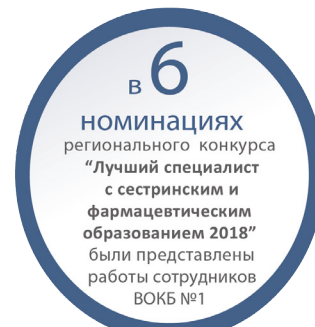 в 6
номинациях
регионального конкурса
“Лучший специалист
с сестринским и
фармацевтическим
образованием 2018”
были представлены
работы сотрудников
ВОКБ №1